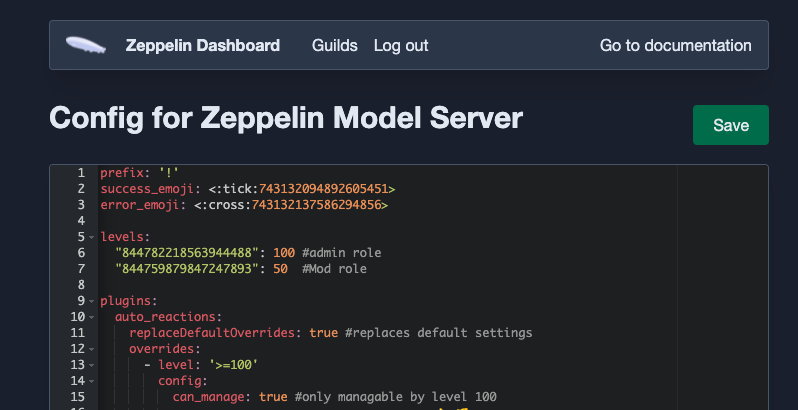 Zeppelin Dashboard Guilds Log out Go to documentation
Config for Zeppelin Model Server
Save
1 prefix: '!'
2 success_emoji: <:tick:743132094892605451>
3 error_emoji: <:cross:743132137586294856>
4
5 levels:
6 "844782218563944488": 100 #admin role
7 "844759879847247893": 50 #Mod role
8
9 plugins:
10 auto_reactions:
11 replaceDefaultOverrides: true #replaces default settings
12 overrides:
13 - level: '>=100'
14 config:
15 can_manage: true #only managable by level 100